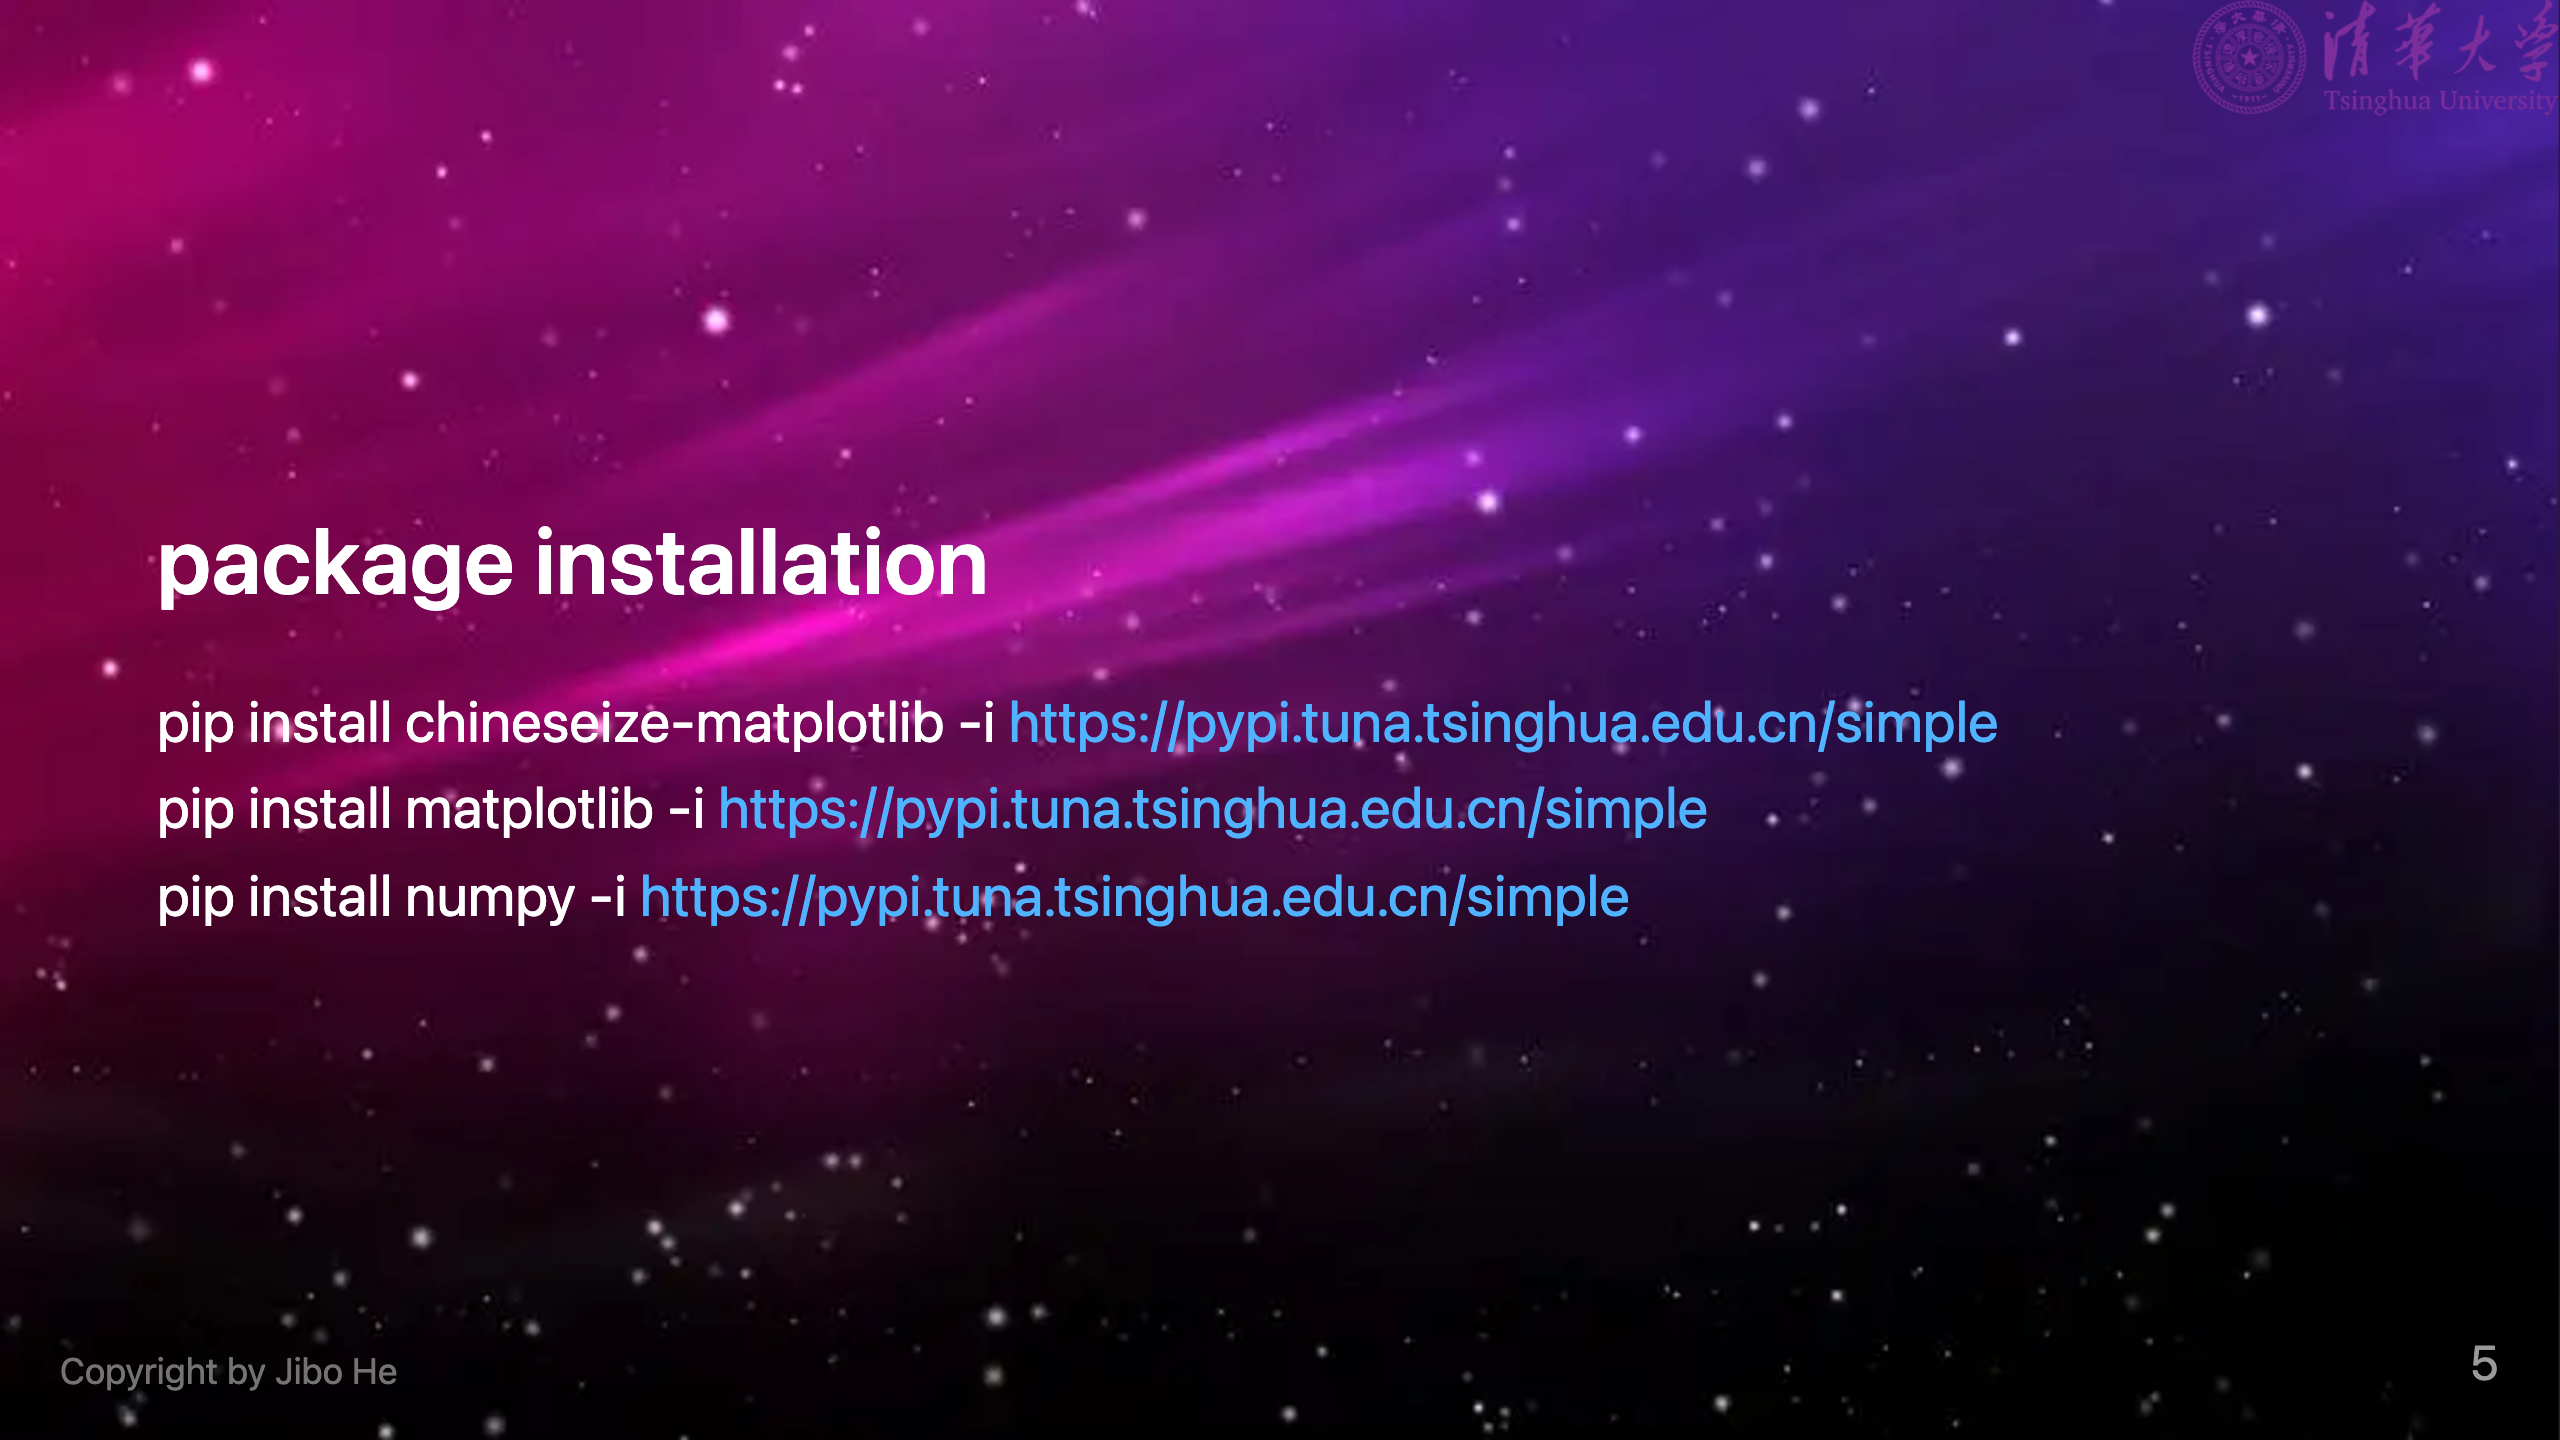 清华大学
Tsinghua University
package installation
pip install chineseize-matplotlib -i https://pypi.tuna.tsinghua.edu.cn/simple
pip install matplotlib -i https://pypi.tuna.tsinghua.edu.cn/simple
pip install numpy -i https://pypi.tuna.tsinghua.edu.cn/simple
Copyright by Jibo He
5